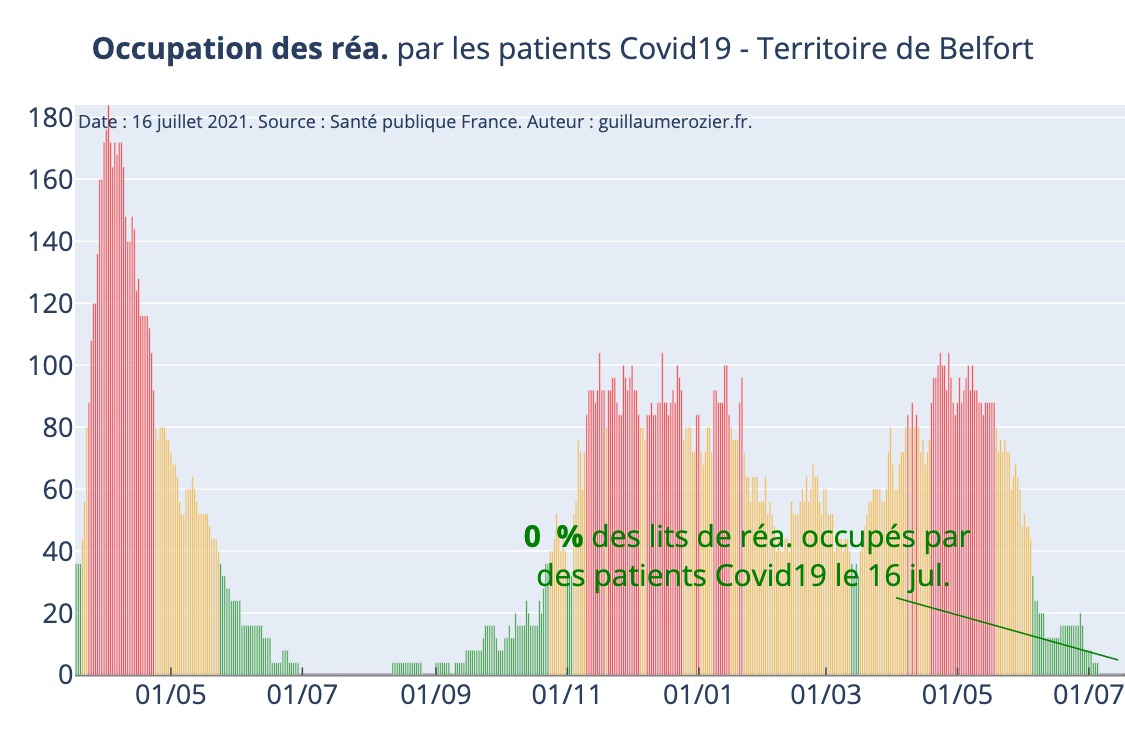 Occupation des réa. par les patients Covid19 - Territoire de Belfort
Date : 16 juillet 2021. Source : Santé publique France. Auteur : guillaumerozier.fr.
180
160
140
120
100
80
60
40
20
0
0 % des lits de réa. occupés par
des patients Covid19 le 16 jul.
01/05 01/07 01/09 01/11 01/01 01/03 01/05 01/07